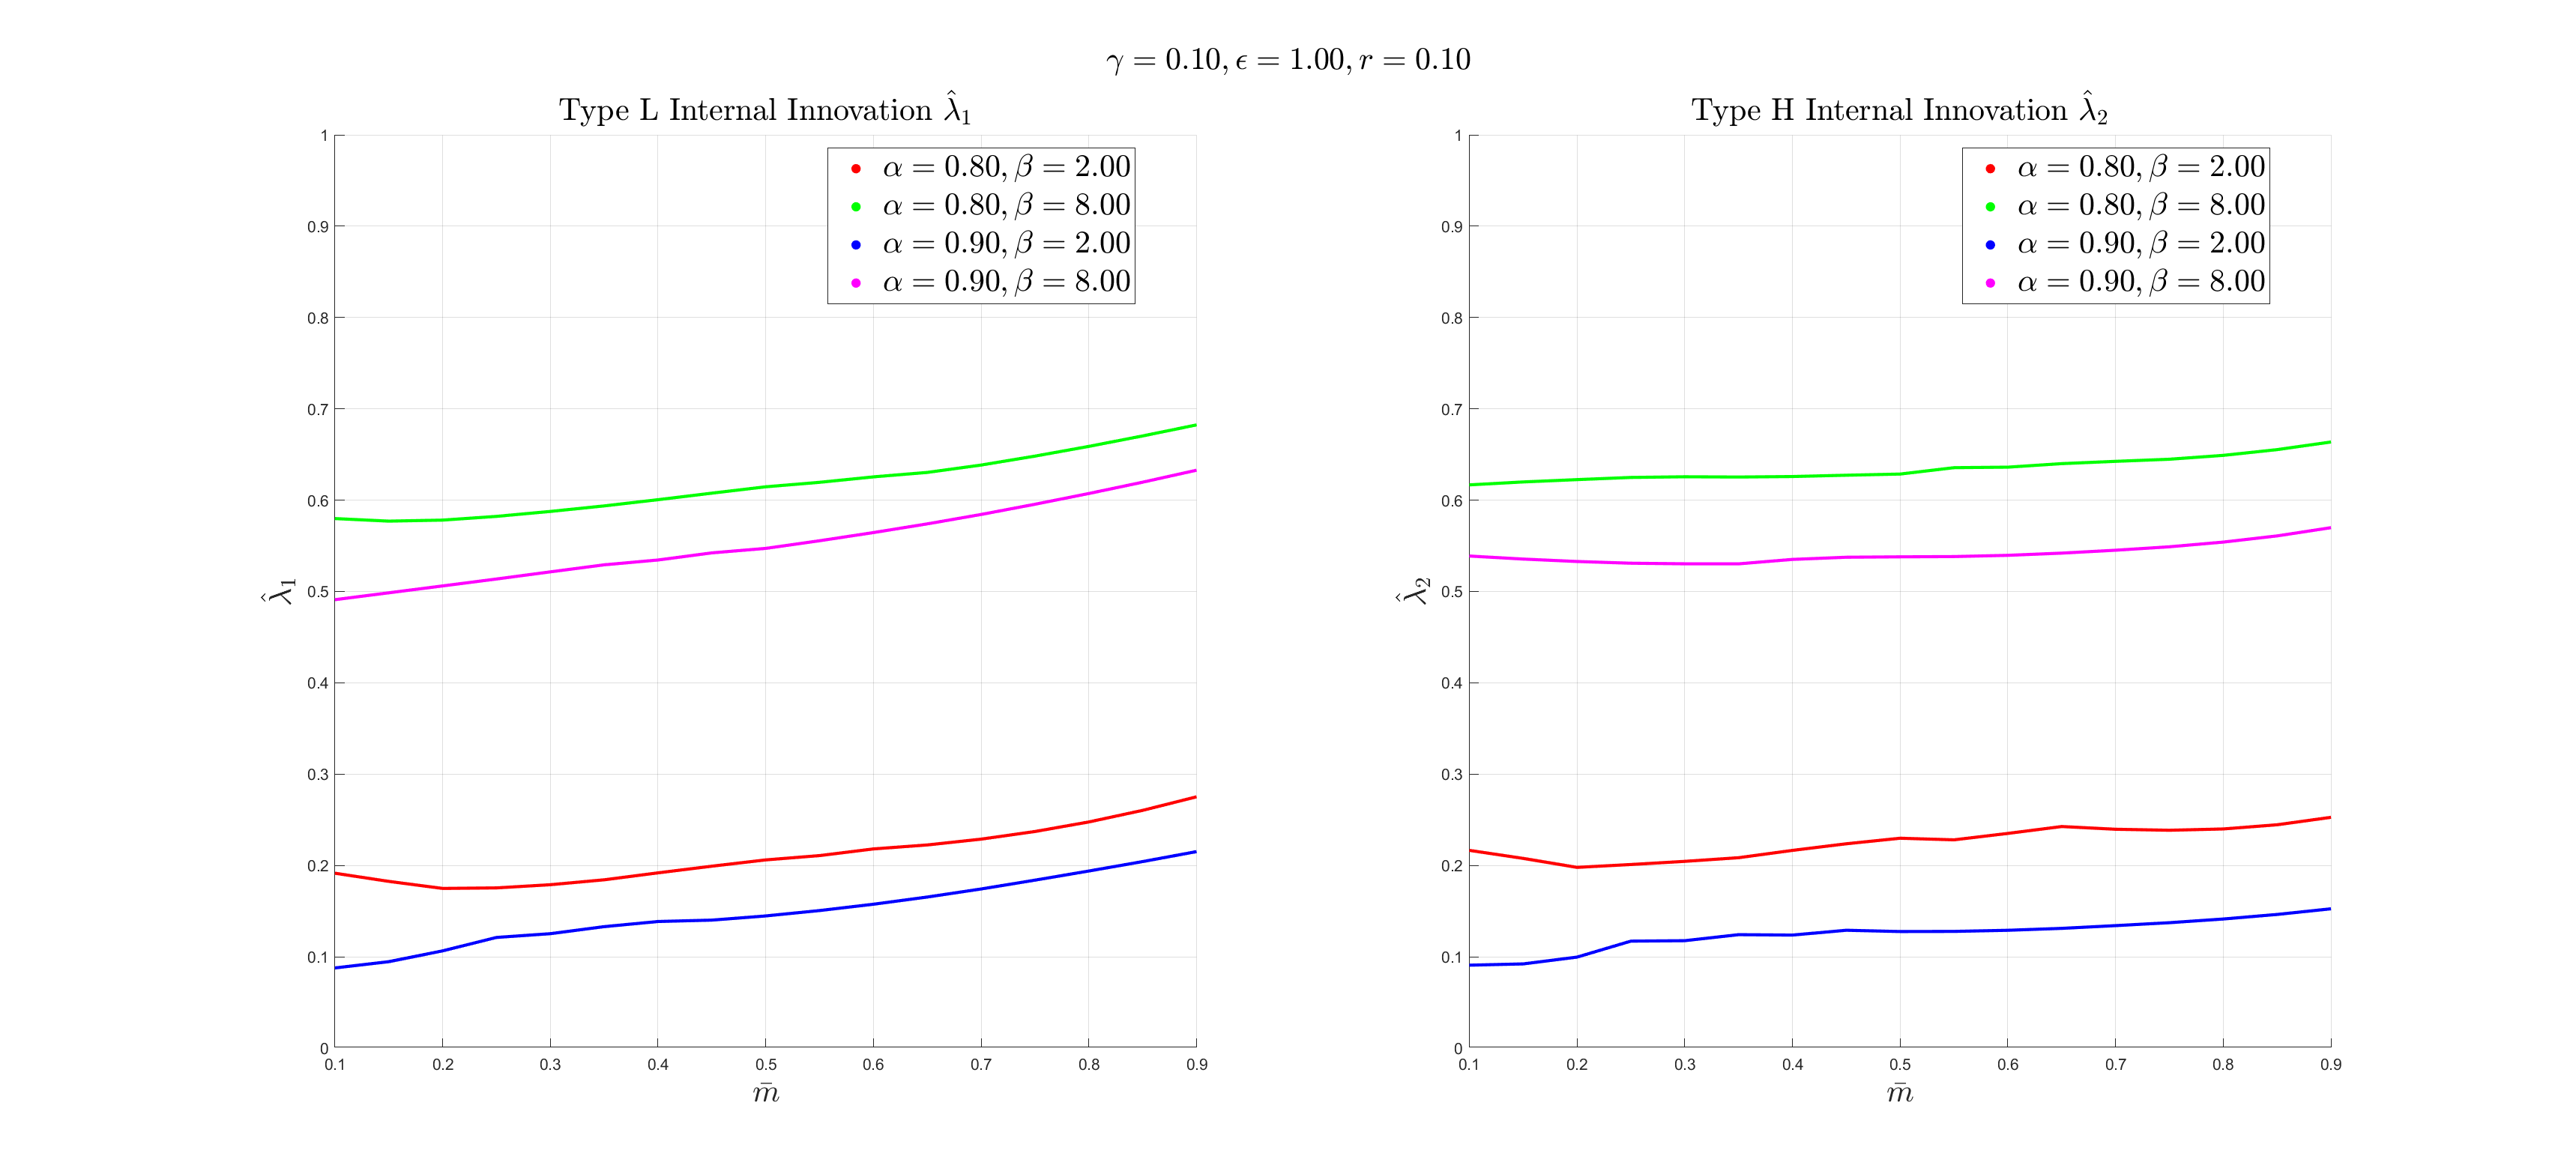 γ = 0.10, ϵ = 1.00, r = 0.10
Type L Internal Innovation λ̂₁
1
0.9
0.8
0.7
0.6
0.5
0.4
0.3
0.2
0.1
0
λ̂₁
α = 0.80, β = 2.00
α = 0.80, β = 8.00
α = 0.90, β = 2.00
α = 0.90, β = 8.00
0.1 0.2 0.3 0.4 0.5 0.6 0.7 0.8 0.9
m̄
Type H Internal Innovation λ̂₂
1
0.9
0.8
0.7
0.6
0.5
0.4
0.3
0.2
0.1
0
λ̂₂
α = 0.80, β = 2.00
α = 0.80, β = 8.00
α = 0.90, β = 2.00
α = 0.90, β = 8.00
0.1 0.2 0.3 0.4 0.5 0.6 0.7 0.8 0.9
m̄